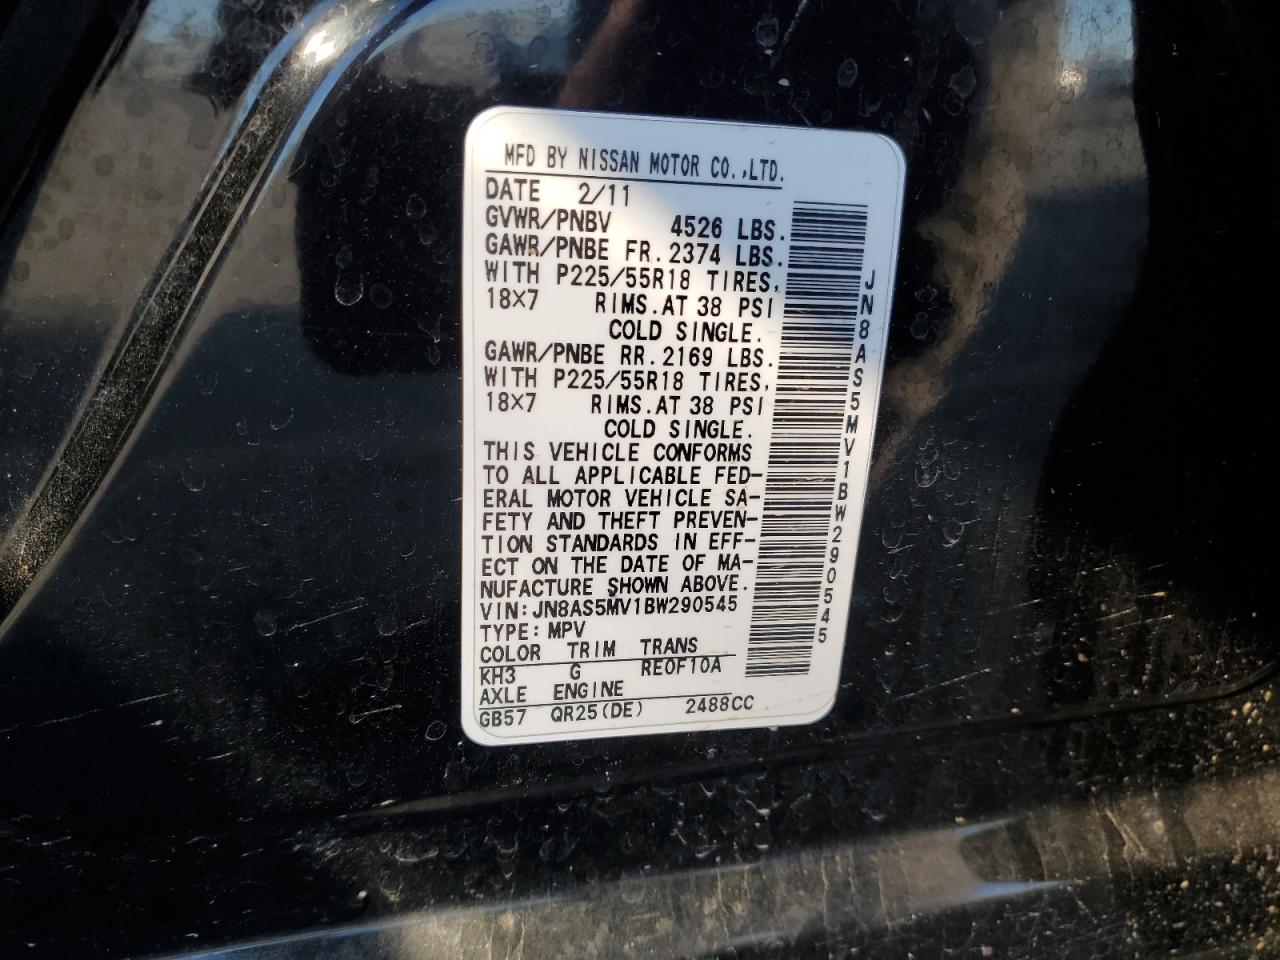 MFD BY NISSAN MOTOR CO.,LTD.
DATE 2/11
GVWR/PNBV 4526 LBS.
GAWR/PNBE FR. 2374 LBS.
WITH P225/55R18 TIRES,
18X7 RIMS.AT 38 PSI
COLD SINGLE.
GAWR/PNBE RR. 2169 LBS.
WITH P225/55R18 TIRES,
18X7 RIMS.AT 38 PSI
COLD SINGLE.
THIS VEHICLE CONFORMS
TO ALL APPLICABLE FED-
ERAL MOTOR VEHICLE SA-
FETY AND THEFT PREVEN-
TION STANDARDS IN EFF-
ECT ON THE DATE OF MA-
NUFACTURE SHOWN ABOVE.
VIN:JN8AS5MV1BW290545
TYPE:MPV
COLOR TRIM TRANS
KH3 G RE0F10A
AXLE ENGINE
GB57 QR25(DE) 2488CC
JN8AS5MV1BW290545